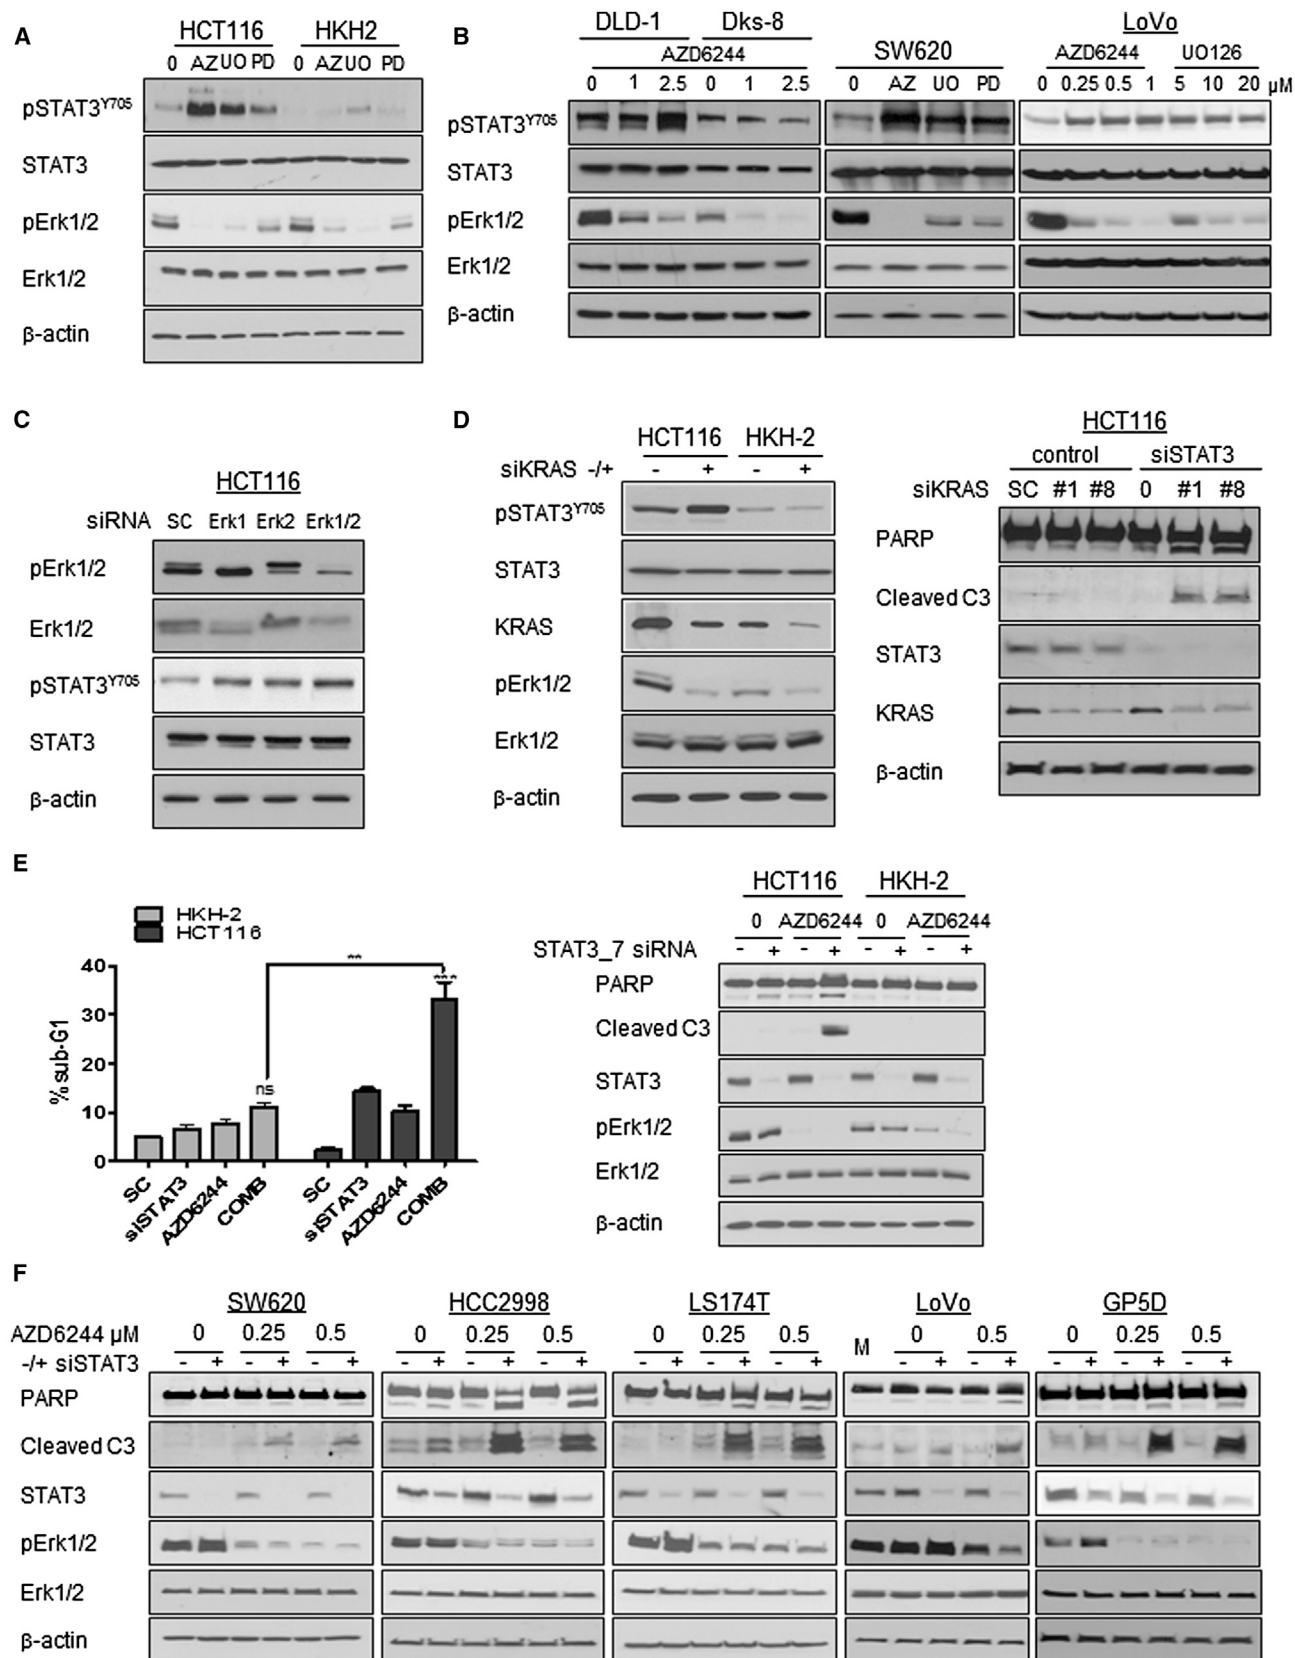 A
HCT116 HKH2
0 AZ UO PD 0 AZ UO PD
pSTAT3Y705
STAT3
pErk1/2
Erk1/2
β-actin
B
DLD-1 Dks-8 SW620 LoVo
AZD6244 AZD6244 UO126
0 1 2.5 0 1 2.5 0 AZ UO PD 0 0.25 0.5 1 5 10 20 μM
pSTAT3Y705
STAT3
pErk1/2
Erk1/2
β-actin
C
HCT116
siRNA SC Erk1 Erk2 Erk1/2
pErk1/2
Erk1/2
pSTAT3Y705
STAT3
β-actin
D
HCT116 HKH-2
siKRAS -/+ - + - +
pSTAT3Y705
STAT3
KRAS
pErk1/2
Erk1/2
β-actin
HCT116
control siSTAT3
siKRAS SC #1 #8 0 #1 #8
PARP
Cleaved C3
STAT3
KRAS
β-actin
E
HKH-2
HCT116
% sub-G1
40
30
20
10
0
ns
**
***
SC siSTAT3 AZD6244 COMB SC siSTAT3 AZD6244 COMB
HCT116 HKH-2
0 AZD6244 0 AZD6244
STAT3_7 siRNA - + - + - + - +
PARP
Cleaved C3
STAT3
pErk1/2
Erk1/2
β-actin
F
SW620 HCC2998 LS174T LoVo GP5D
AZD6244 μM 0 0.25 0.5 0 0.25 0.5 0 0.25 0.5 M 0 0.5 0 0.25 0.5
-/+ siSTAT3 - + - + - + - + - + - + - + - + - + - + - + - + - + - +
PARP
Cleaved C3
STAT3
pErk1/2
Erk1/2
β-actin